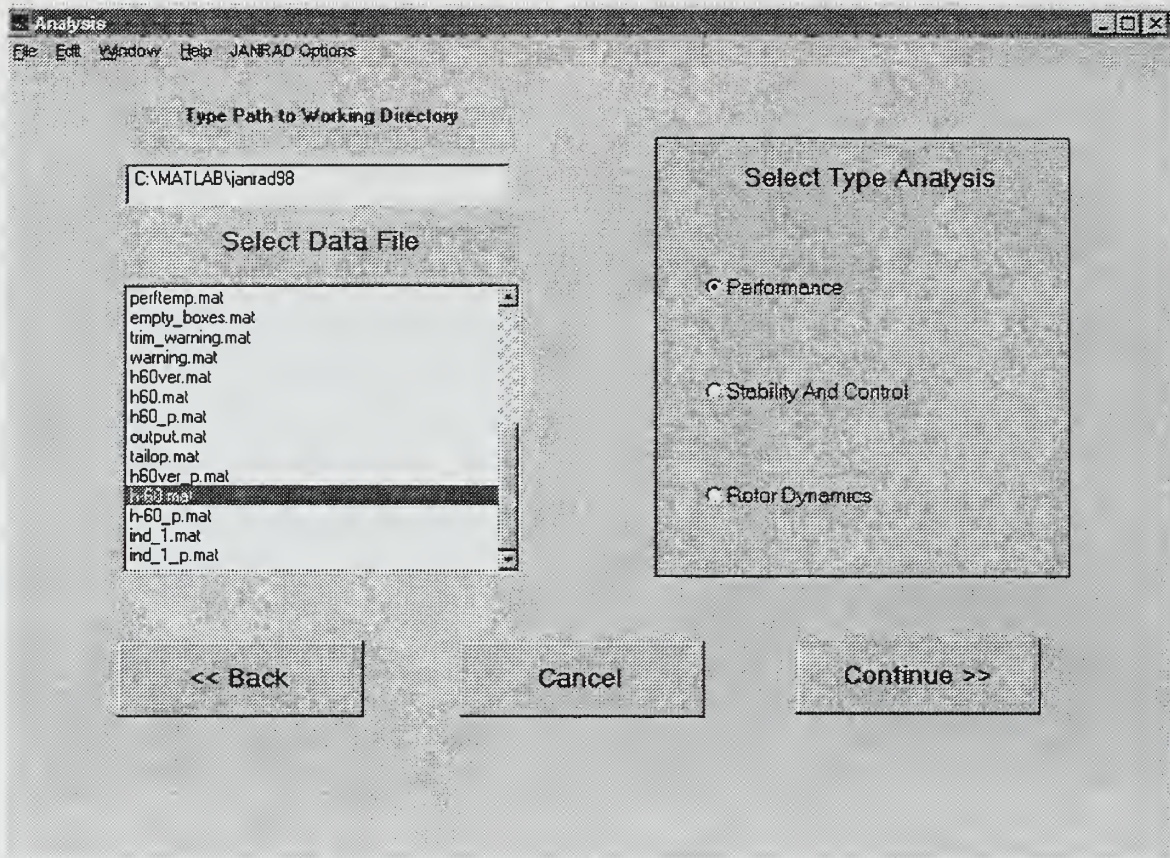 Analysis
File Edit Window Help JANRAD Options
Type Path to Working Directory
C:\MATLAB\janrad98
Select Data File
perftemp.mat
empty_boxes.mat
trim_warning.mat
warning.mat
h60ver.mat
h60.mat
h60_p.mat
output.mat
tailop.mat
h60ver_p.mat
h-60.mat
h-60_p.mat
ind_1.mat
ind_1_p.mat
Select Type Analysis
Performance
Stability And Control
Rotor Dynamics
<< Back
Cancel
Continue >>